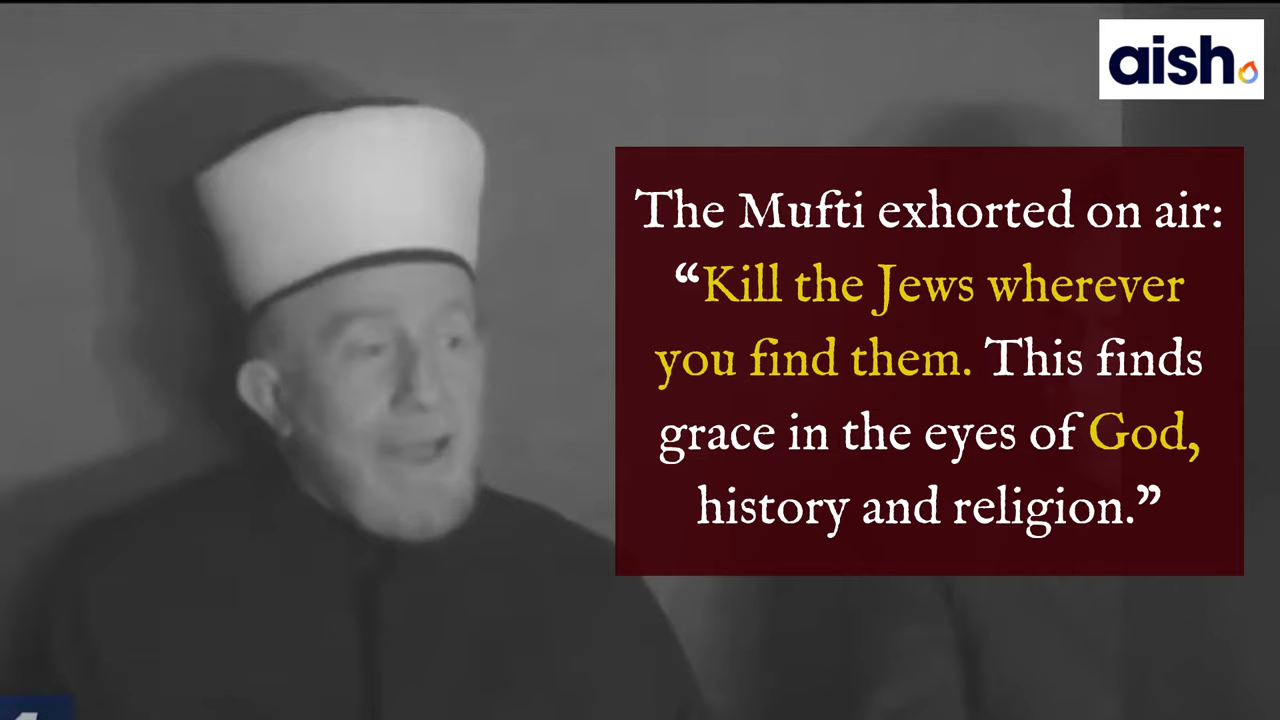 aish.
The Mufti exhorted on air:
“Kill the Jews wherever
you find them. This finds
grace in the eyes of God,
history and religion.”